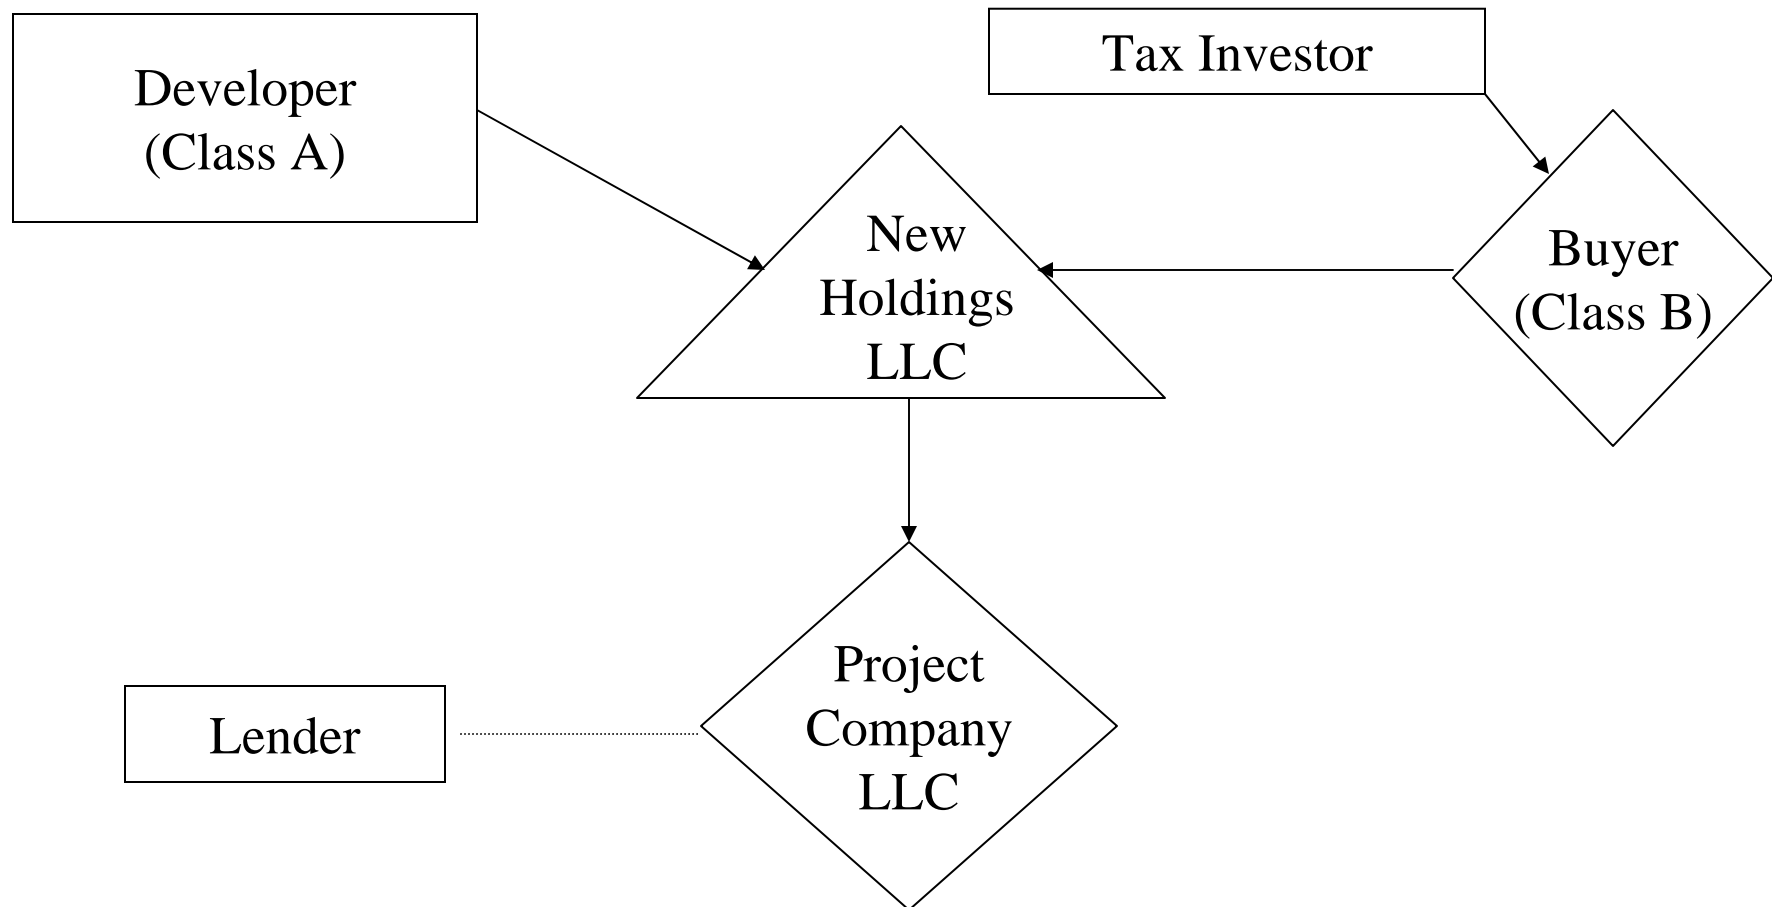 Developer
(Class A)
Tax Investor
New
Holdings
LLC
Buyer
(Class B)
Project
Company
LLC
Lender